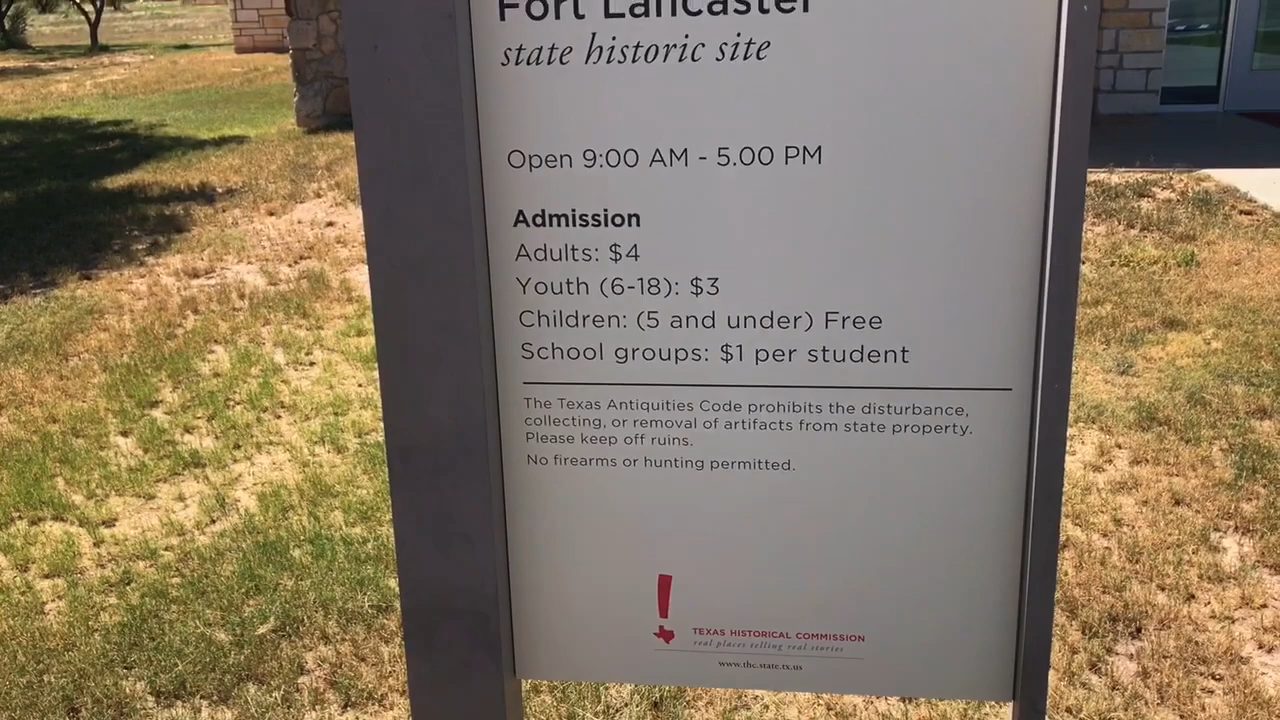 Fort Lancaster
state historic site
Open 9:00 AM - 5.00 PM
Admission
Adults: $4
Youth (6-18): $3
Children: (5 and under) Free
School groups: $1 per student
The Texas Antiquities Code prohibits the disturbance,
collecting, or removal of artifacts from state property.
Please keep off ruins.
No firearms or hunting permitted.
TEXAS HISTORICAL COMMISSION
real places telling real stories
www.thc.state.tx.us